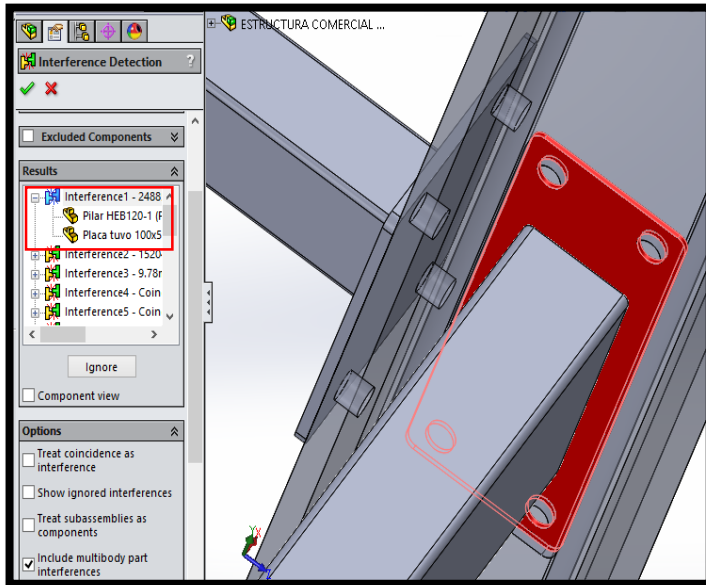 ESTRUCTURA COMERCIAL ...
Interference Detection
?
Excluded Components
Results
Interference1 - 2488
Pilar HEB120-1 (F
Placa tuvo 100x5
Interference2 - 1520
Interference3 - 9.78r
Interference4 - Coin
Interference5 - Coin
Ignore
Component view
Options
Treat coincidence as
interference
Show ignored interferences
Treat subassemblies as
components
Include multibody part
interferences
Y
X
Z